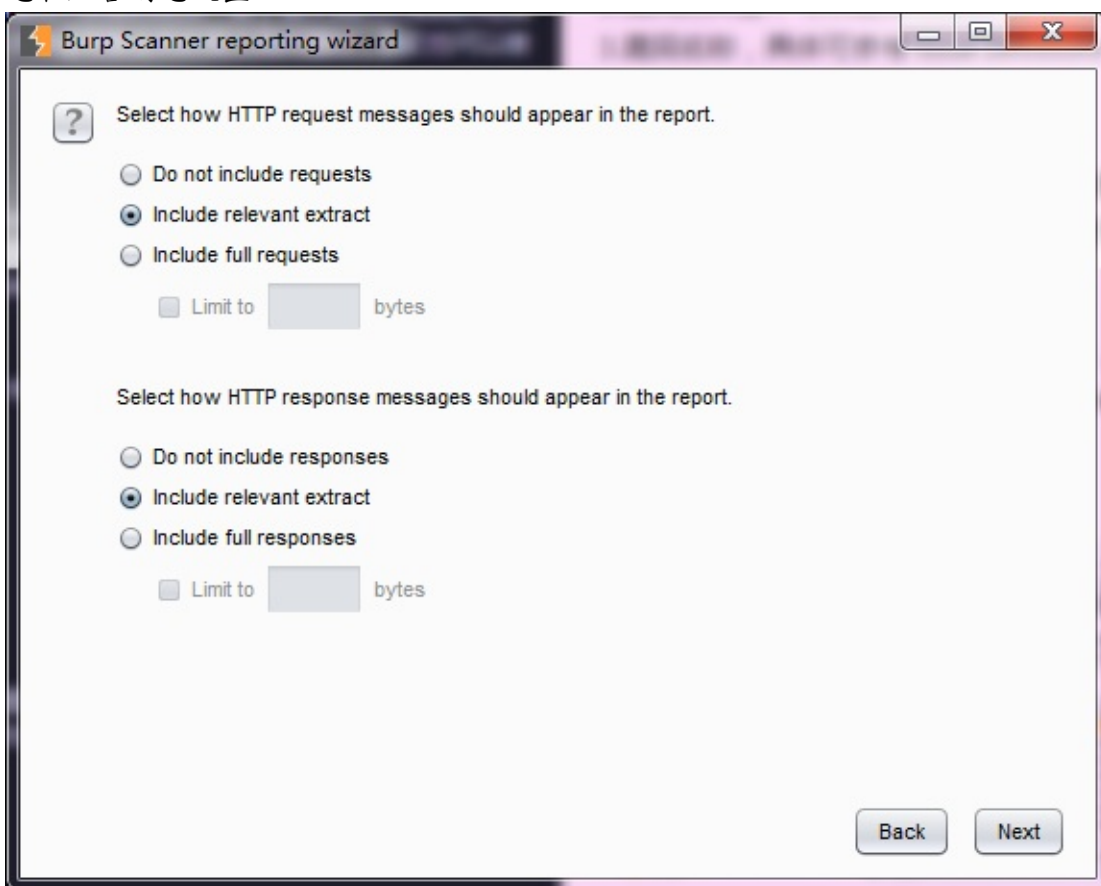 Burp Scanner reporting wizard
Select how HTTP request messages should appear in the report.
Do not include requests
Include relevant extract
Include full requests
Limit to bytes
Select how HTTP response messages should appear in the report.
Do not include responses
Include relevant extract
Include full responses
Limit to bytes
Back Next